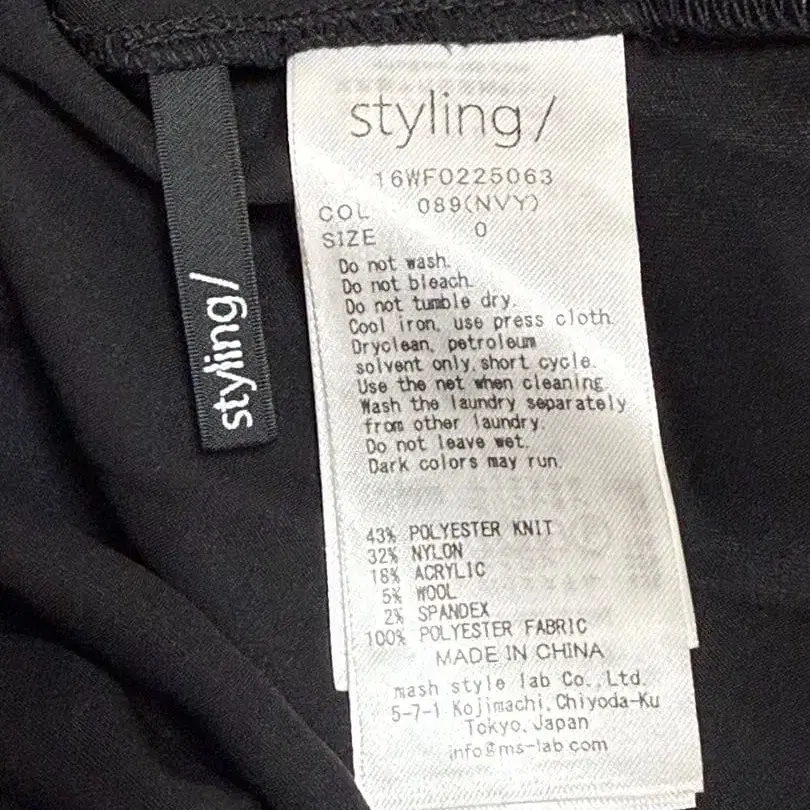 styling/
styling/
16WF0225063
COL 089(NVY)
SIZE 0
Do not wash.
Do not bleach.
Do not tumble dry.
Cool iron, use press cloth.
Dryclean, petroleum
solvent only, short cycle.
Use the net when cleaning.
Wash the laundry separately
from other laundry.
Do not leave wet.
Dark colors may run.
43% POLYESTER KNIT
32% NYLON
18% ACRYLIC
5% WOOL
2% SPANDEX
100% POLYESTER FABRIC
MADE IN CHINA
mash style lab Co., Ltd.
5-7-1 Kojimachi, Chiyoda-Ku
Tokyo, Japan
info@ms-lab.com